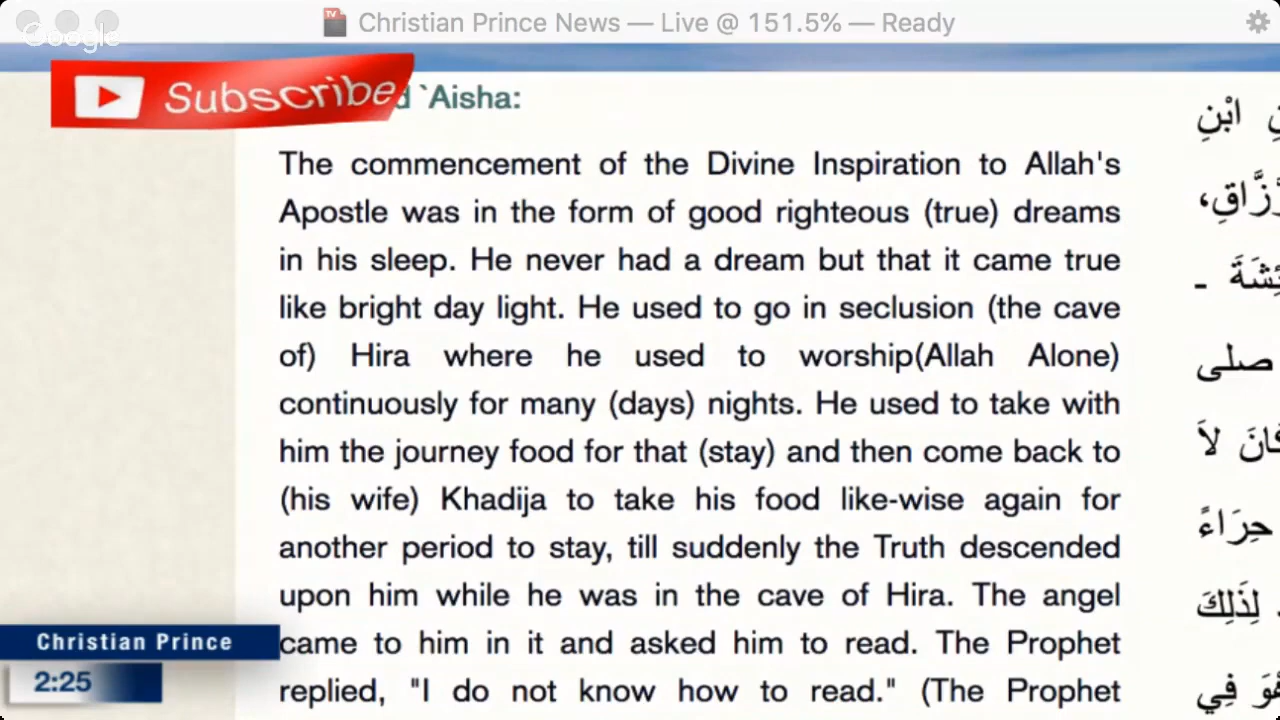 Christian Prince News — Live @ 151.5% — Ready
Google
TV
Subscribe
`Aisha:
The commencement of the Divine Inspiration to Allah's
Apostle was in the form of good righteous (true) dreams
in his sleep. He never had a dream but that it came true
like bright day light. He used to go in seclusion (the cave
of) Hira where he used to worship(Allah Alone)
continuously for many (days) nights. He used to take with
him the journey food for that (stay) and then come back to
(his wife) Khadija to take his food like-wise again for
another period to stay, till suddenly the Truth descended
upon him while he was in the cave of Hira. The angel
came to him in it and asked him to read. The Prophet
replied, "I do not know how to read." (The Prophet
ابْنِ
صلى
لاَ
حِرَاءً
لِذَلِكَ
فِي
Christian Prince
2:25